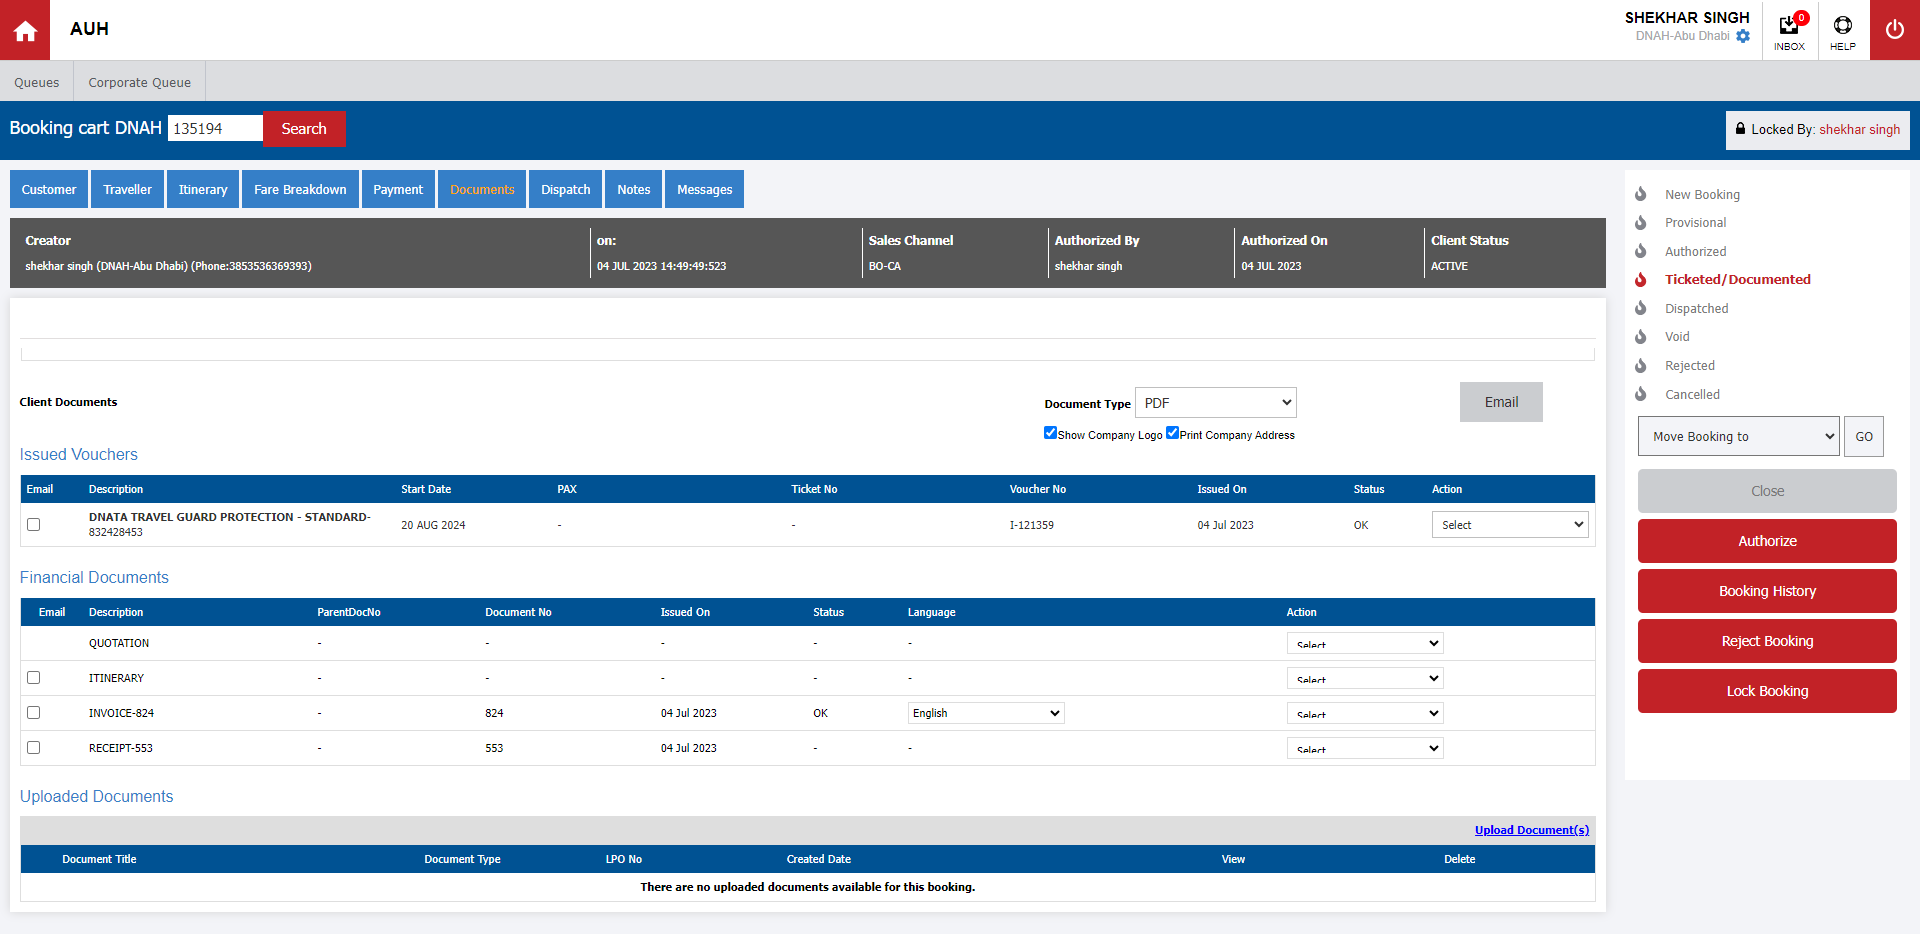 AUH
SHEKHAR SINGH
DNAH-Abu Dhabi
0
INBOX
HELP
Queues
Corporate Queue
Booking cart DNAH 135194 Search
Locked By: shekhar singh
Customer Traveller Itinerary Fare Breakdown Payment Documents Dispatch Notes Messages
Creator on: Sales Channel Authorized By Authorized On Client Status
shekhar singh (DNAH-Abu Dhabi) (Phone:3853536369393) 04 JUL 2023 14:49:49:523 BO-CA shekhar singh 04 JUL 2023 ACTIVE
Client Documents
Document Type PDF
Email
Show Company Logo Print Company Address
Issued Vouchers
Email Description Start Date PAX Ticket No Voucher No Issued On Status Action
DNATA TRAVEL GUARD PROTECTION - STANDARD-
832428453
20 AUG 2024 - - I-121359 04 Jul 2023 OK Select
Financial Documents
Email Description ParentDocNo Document No Issued On Status Language Action
QUOTATION - - - - - Select
ITINERARY - - - - - Select
INVOICE-824 - 824 04 Jul 2023 OK English Select
RECEIPT-553 - 553 04 Jul 2023 - - Select
Uploaded Documents
Upload Document(s)
Document Title Document Type LPO No Created Date View Delete
There are no uploaded documents available for this booking.
New Booking
Provisional
Authorized
Ticketed/Documented
Dispatched
Void
Rejected
Cancelled
Move Booking to GO
Close
Authorize
Booking History
Reject Booking
Lock Booking